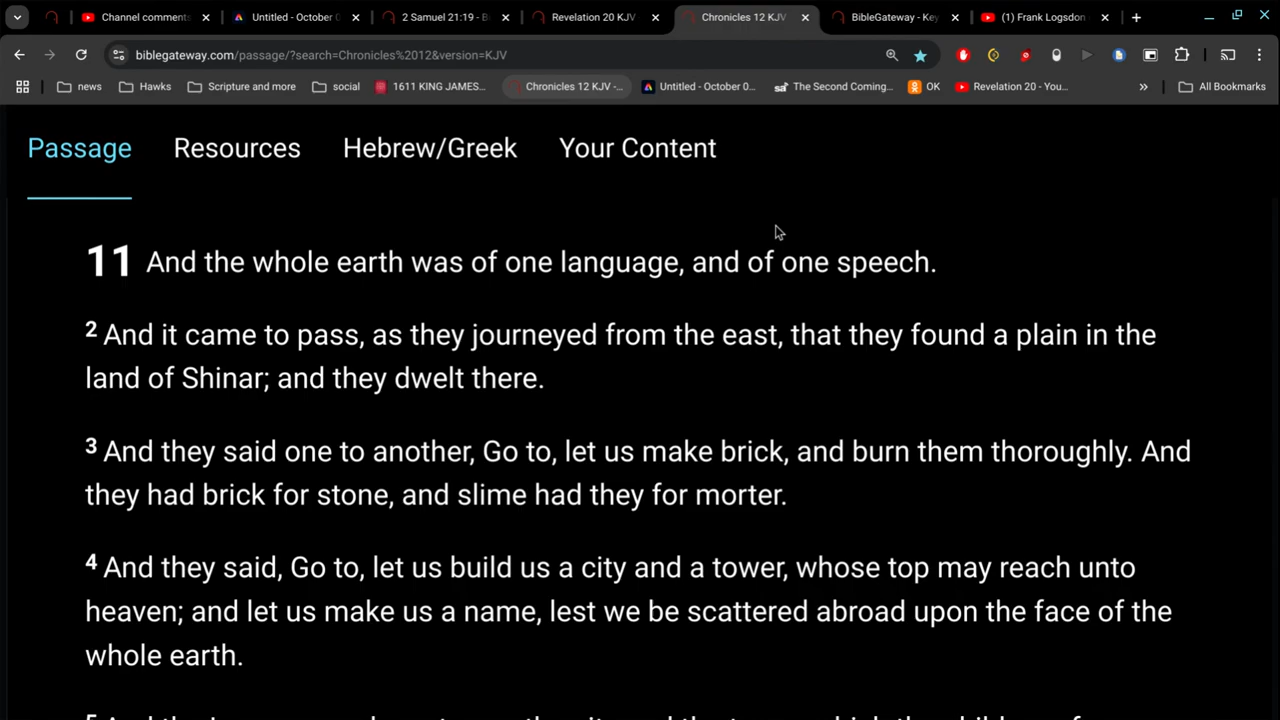 Channel comments
Untitled - October 0
2 Samuel 21:19 - B
Revelation 20 KJV
Chronicles 12 KJV
BibleGateway - Key
(1) Frank Logsdon
biblegateway.com/passage/?search=Chronicles%2012&version=KJV
news
Hawks
Scripture and more
social
1611 KING JAMES...
Chronicles 12 KJV -...
Untitled - October 0...
sa
The Second Coming...
OK
Revelation 20 - You...
»
All Bookmarks
Passage
Resources
Hebrew/Greek
Your Content
11 And the whole earth was of one language, and of one speech.
2 And it came to pass, as they journeyed from the east, that they found a plain in the
land of Shinar; and they dwelt there.
3 And they said one to another, Go to, let us make brick, and burn them thoroughly. And
they had brick for stone, and slime had they for morter.
4 And they said, Go to, let us build us a city and a tower, whose top may reach unto
heaven; and let us make us a name, lest we be scattered abroad upon the face of the
whole earth.